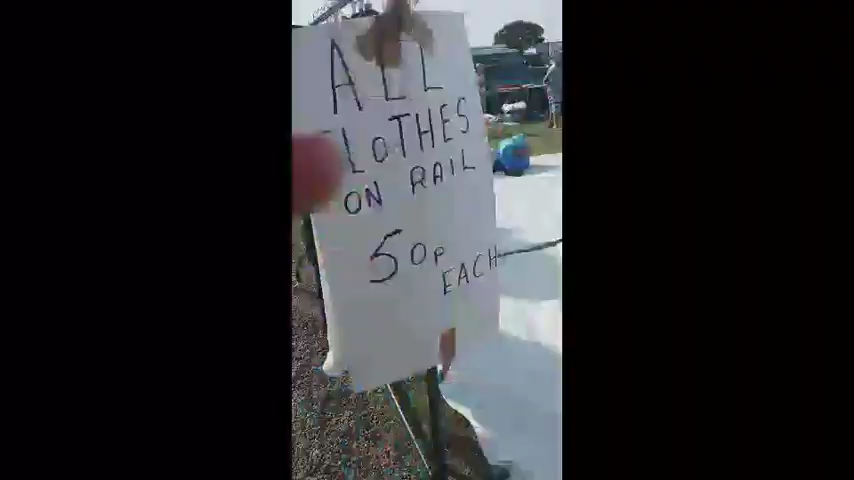 ALL
CLOTHES
ON RAIL
50p
EACH